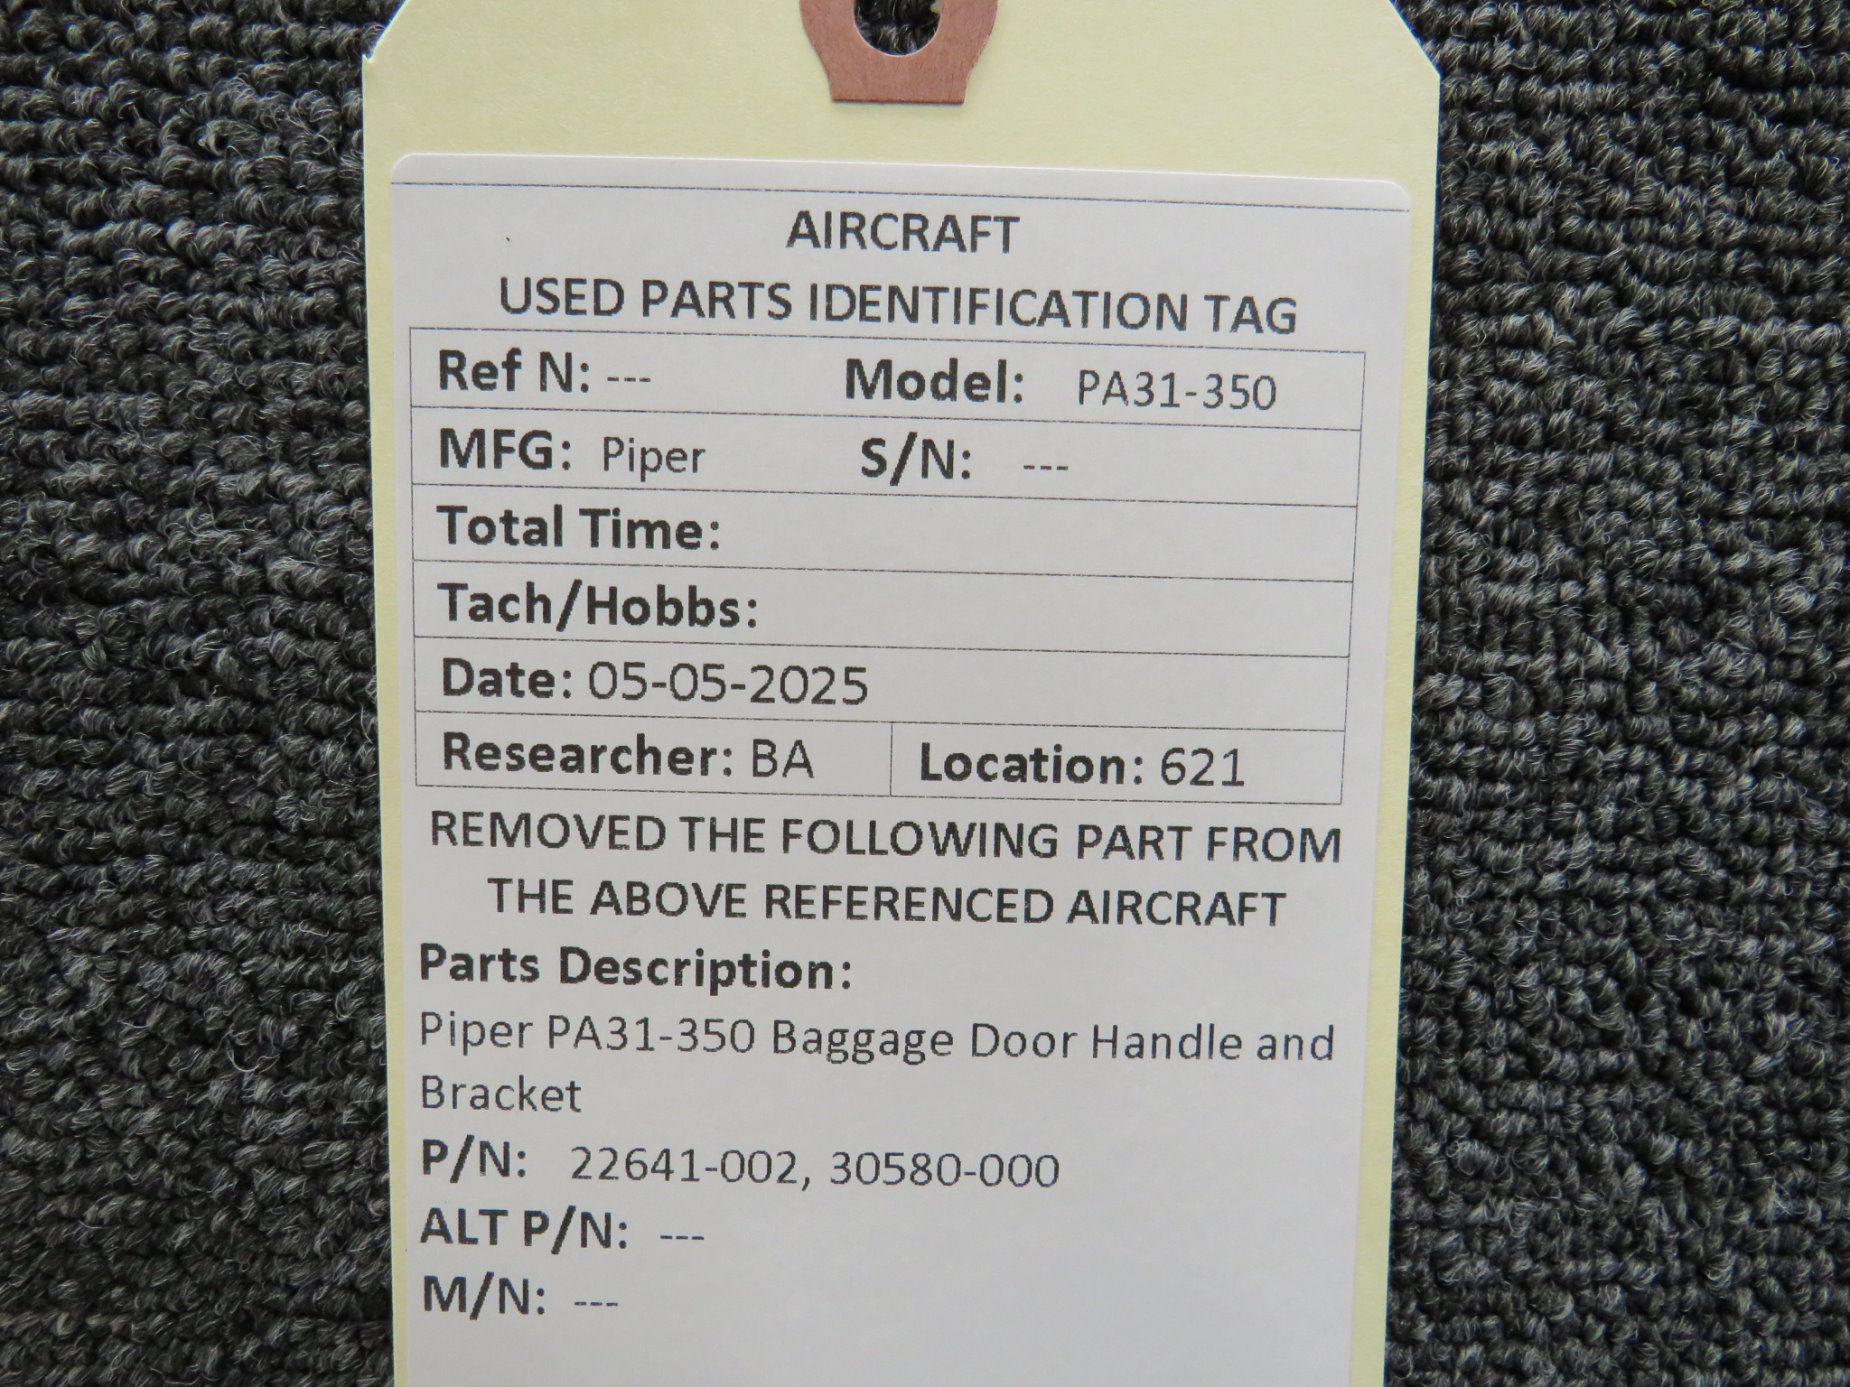 AIRCRAFT
USED PARTS IDENTIFICATION TAG
Ref N: --- Model: PA31-350
MFG: Piper S/N: ---
Total Time:
Tach/Hobbs:
Date: 05-05-2025
Researcher: BA Location: 621
REMOVED THE FOLLOWING PART FROM
THE ABOVE REFERENCED AIRCRAFT
Parts Description:
Piper PA31-350 Baggage Door Handle and
Bracket
P/N: 22641-002, 30580-000
ALT P/N: ---
M/N: ---